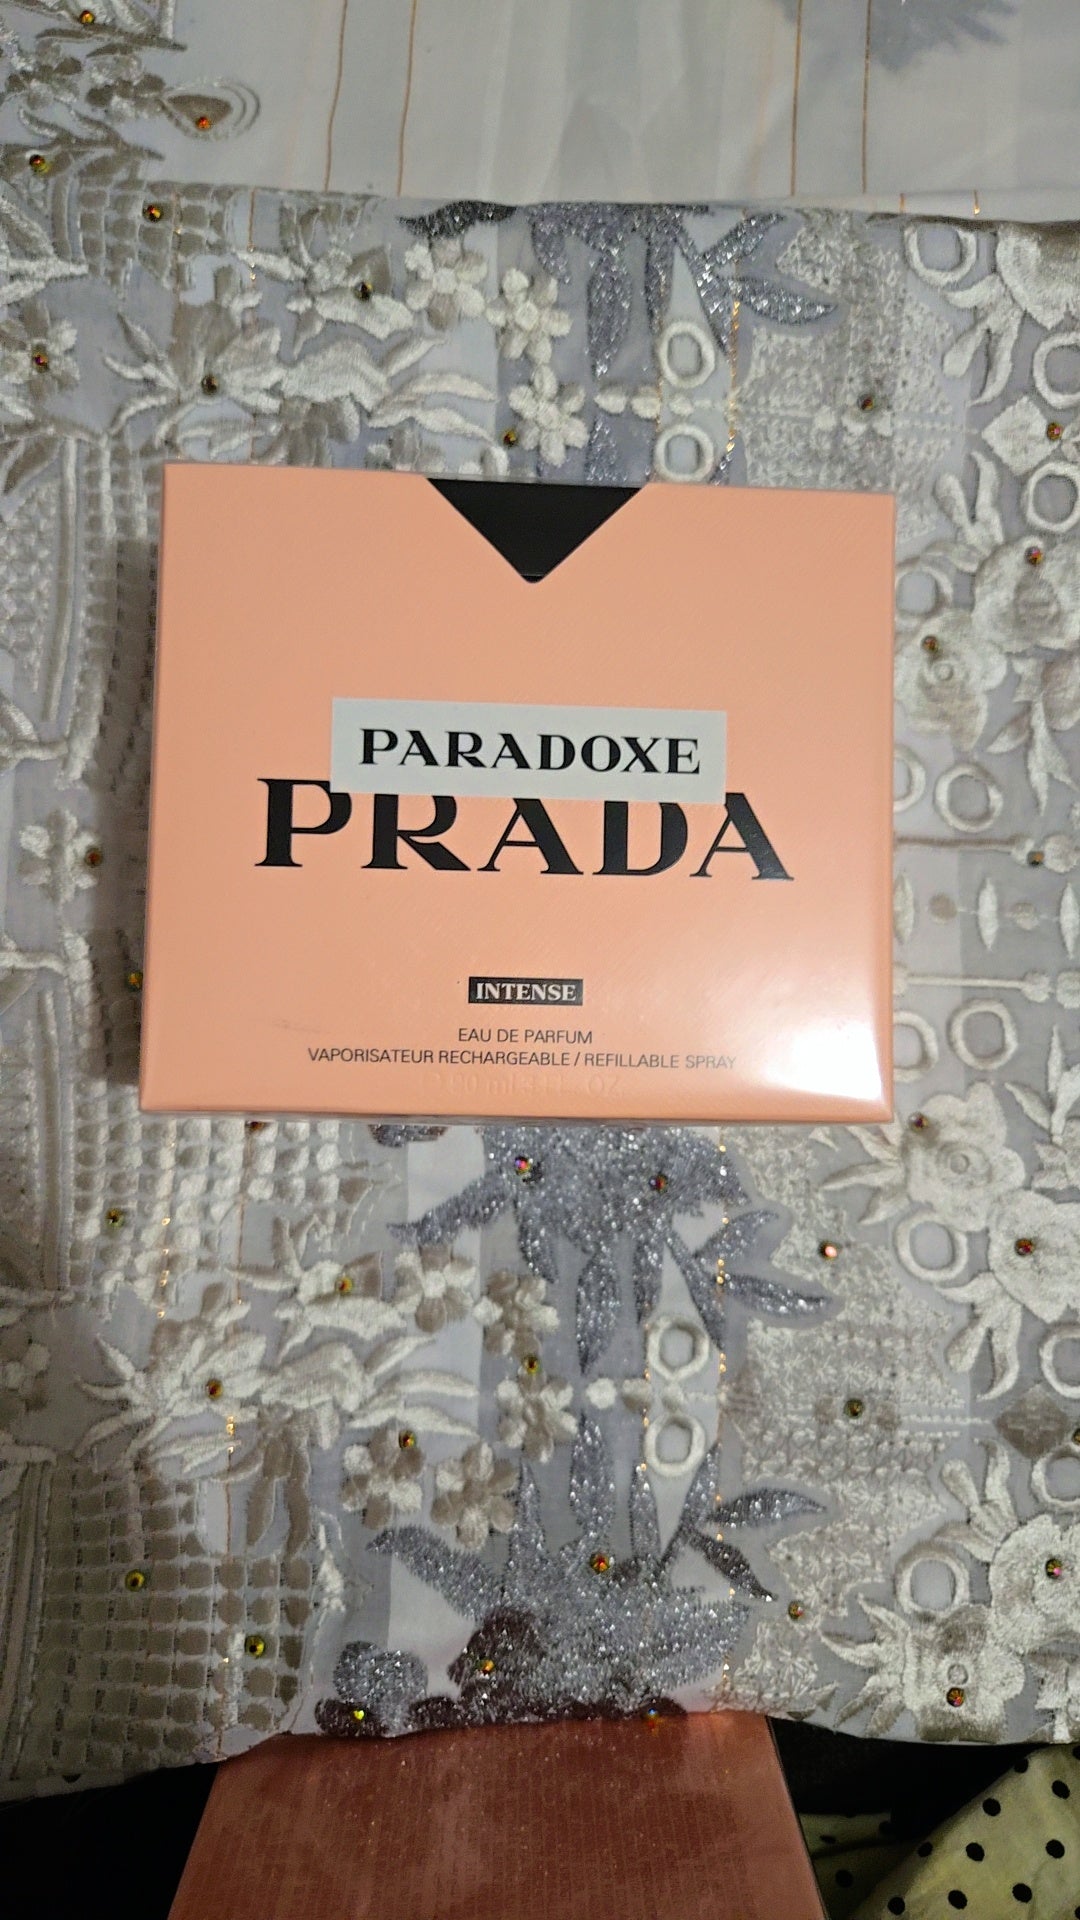 PARADOXE
PRADA
INTENSE
EAU DE PARFUM
VAPORISATEUR RECHARGEABLE / REFILLABLE SPRAY